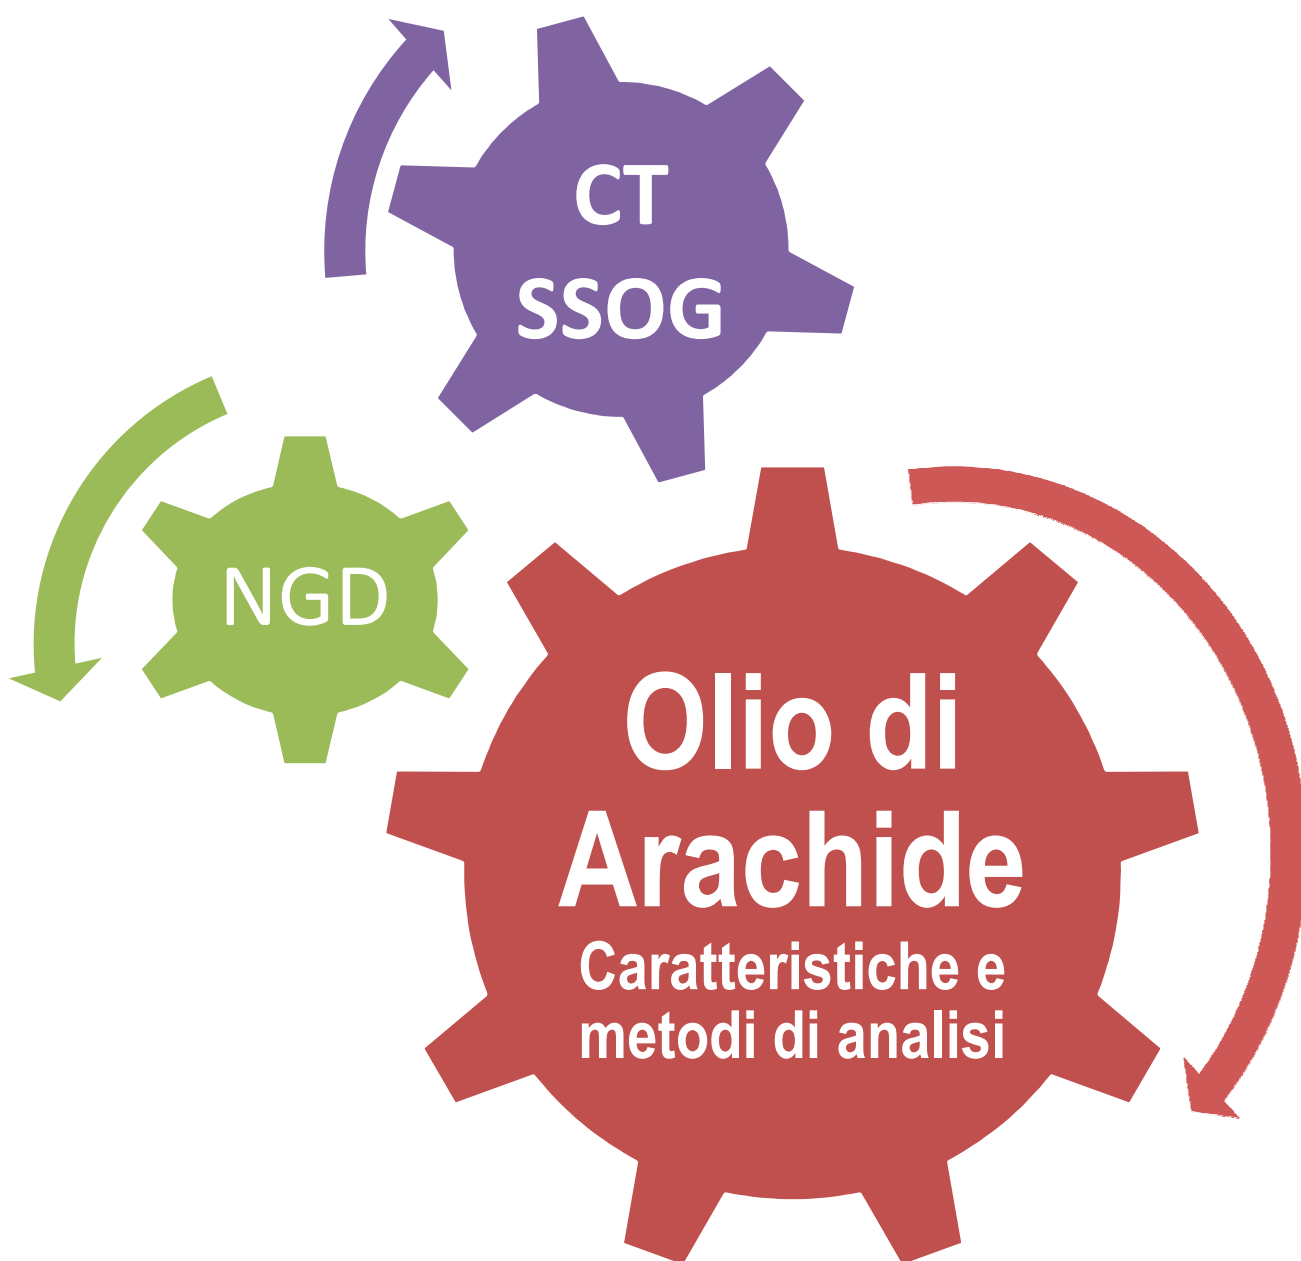 CT
SSOG
NGD
Olio di
Arachide
Caratteristiche e
metodi di analisi